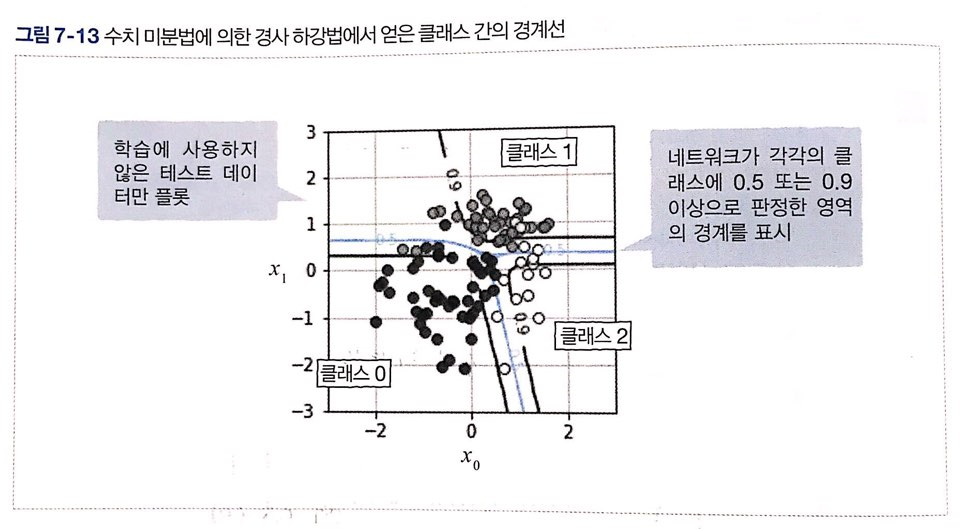 그림 7-13 수치 미분법에 의한 경사 하강법에서 얻은 클래스 간의 경계선
학습에 사용하지
않은 테스트 데이
터만 플롯
네트워크가 각각의 클
래스에 0.5 또는 0.9
이상으로 판정한 영역
의 경계를 표시
클래스 1
클래스 2
클래스 0
0.9
0.5
0.5
0.9
x₁
3
2
1
0
−1
−2
−3
−2
0
2
x₀